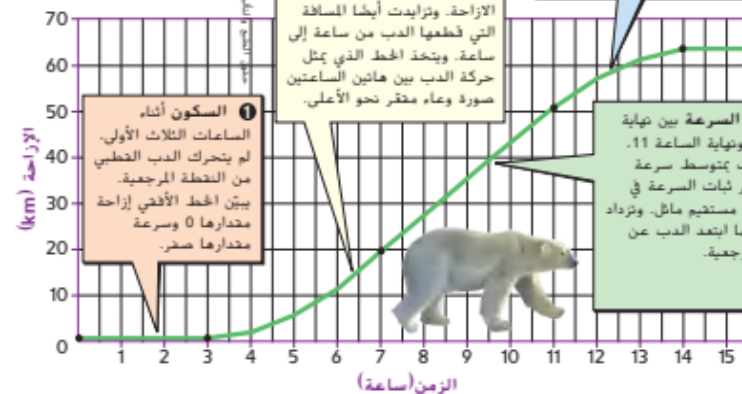 الازاحة. وتزايدت أيضًا المسافة
التي قطعها الدب من ساعة إلى
ساعة. ويتخذ الخط الذي يمثل
حركة الدب بين هاتين الساعتين
صورة وعاء مقعر نحو الأعلى.
❶ السكون أثناء
الساعات الثلاث الأولى.
لم يتحرك الدب القطبي
من النقطة المرجعية.
يبيّن الخط الأفقي إزاحة
مقدارها 0 وسرعة
مقدارها صفر.
السرعة بين نهاية
ونهاية الساعة 11.
بمتوسط سرعة
ثبات السرعة في
مستقيم مائل. وتزداد
ابتعد الدب عن
الإزاحة (km)
70
60
50
40
30
20
10
0
1 2 3 4 5 6 7 8 9 10 11 12 13 14 15
الزمن(ساعة)